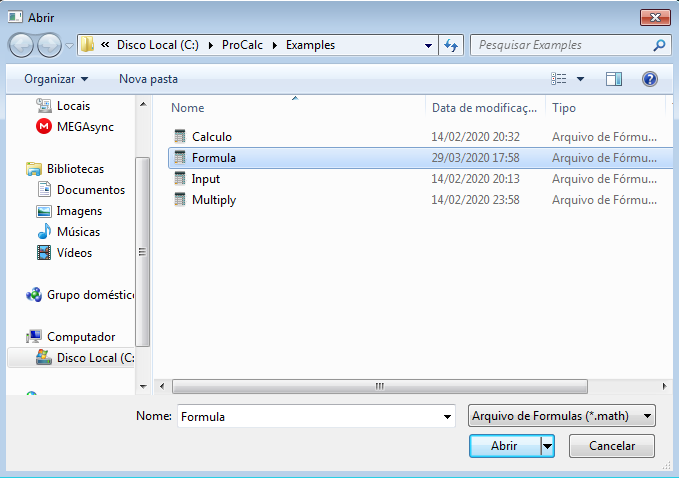 Abrir
« Disco Local (C:) ProCalc Examples
Pesquisar Examples
Organizar Nova pasta
Locais
MEGAsync
Bibliotecas
Documentos
Imagens
Músicas
Vídeos
Grupo doméstic
Computador
Disco Local (C:
Nome Data de modificaç... Tipo
Calculo 14/02/2020 20:32 Arquivo de Fórmu...
Formula 29/03/2020 17:58 Arquivo de Fórmu...
Input 14/02/2020 20:13 Arquivo de Fórmu...
Multiply 14/02/2020 23:58 Arquivo de Fórmu...
Nome: Formula Arquivo de Formulas (*.math)
Abrir Cancelar